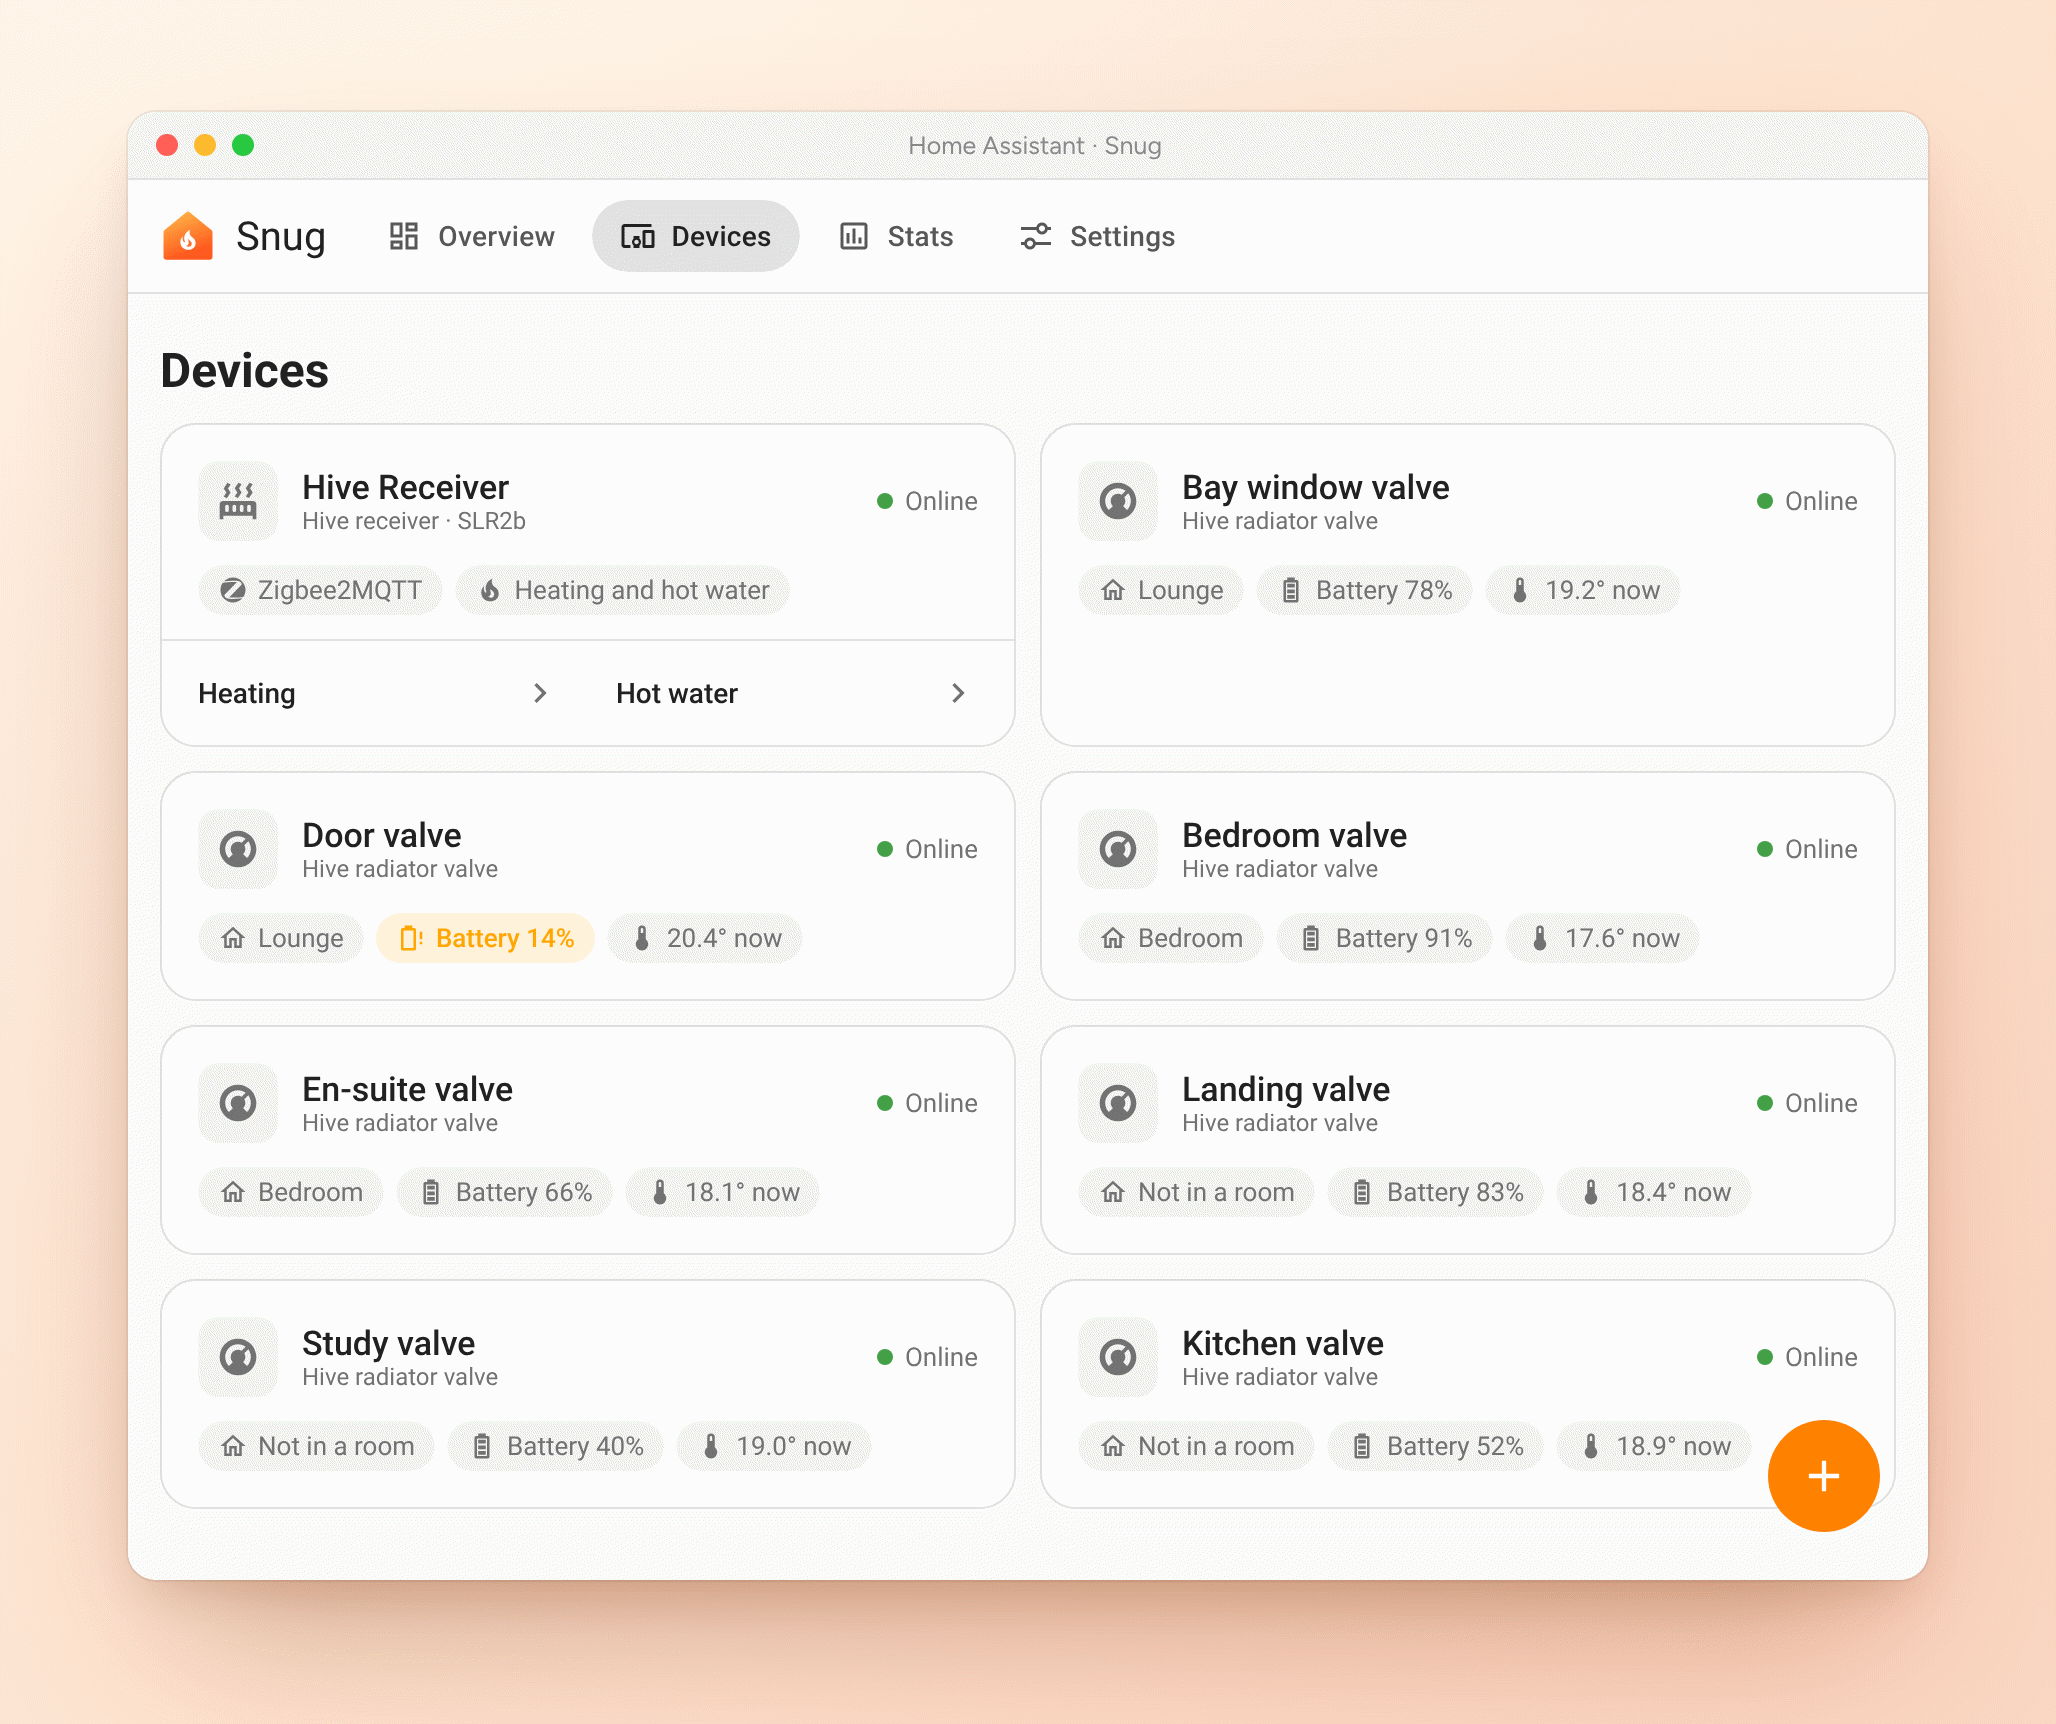 Home Assistant · Snug
Snug
Overview
Devices
Stats
Settings
Devices
Hive Receiver
Hive receiver · SLR2b
Online
Zigbee2MQTT
Heating and hot water
Heating
Hot water
Bay window valve
Hive radiator valve
Online
Lounge
Battery 78%
19.2° now
Door valve
Hive radiator valve
Online
Lounge
Battery 14%
20.4° now
Bedroom valve
Hive radiator valve
Online
Bedroom
Battery 91%
17.6° now
En-suite valve
Hive radiator valve
Online
Bedroom
Battery 66%
18.1° now
Landing valve
Hive radiator valve
Online
Not in a room
Battery 83%
18.4° now
Study valve
Hive radiator valve
Online
Not in a room
Battery 40%
19.0° now
Kitchen valve
Hive radiator valve
Online
Not in a room
Battery 52%
18.9° now